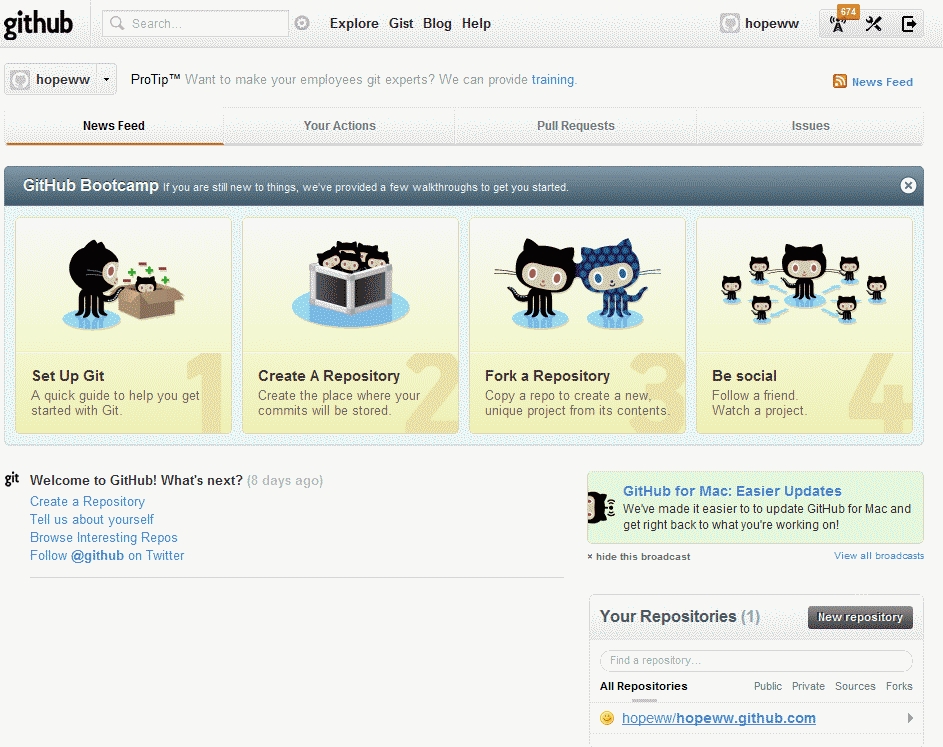 github
Search...
Explore Gist Blog Help
hopeww
674
hopeww
ProTip™ Want to make your employees git experts? We can provide training.
News Feed
News Feed
Your Actions
Pull Requests
Issues
GitHub Bootcamp If you are still new to things, we've provided a few walkthroughs to get you started.
1
Set Up Git
A quick guide to help you get
started with Git.
2
Create A Repository
Create the place where your
commits will be stored.
3
Fork a Repository
Copy a repo to create a new,
unique project from its contents.
4
Be social
Follow a friend.
Watch a project.
git
Welcome to GitHub! What's next? (8 days ago)
Create a Repository
Tell us about yourself
Browse Interesting Repos
Follow @github on Twitter
GitHub for Mac: Easier Updates
We've made it easier to to update GitHub for Mac and
get right back to what you're working on!
× hide this broadcast
View all broadcasts
Your Repositories (1)
New repository
Find a repository...
All Repositories
Public Private Sources Forks
hopeww/hopeww.github.com